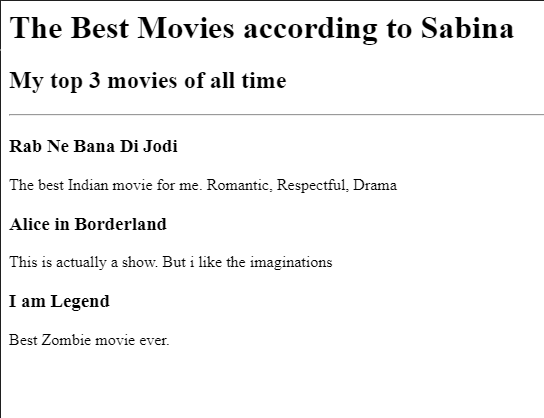 The Best Movies according to Sabina
My top 3 movies of all time
Rab Ne Bana Di Jodi
The best Indian movie for me. Romantic, Respectful, Drama
Alice in Borderland
This is actually a show. But i like the imaginations
I am Legend
Best Zombie movie ever.